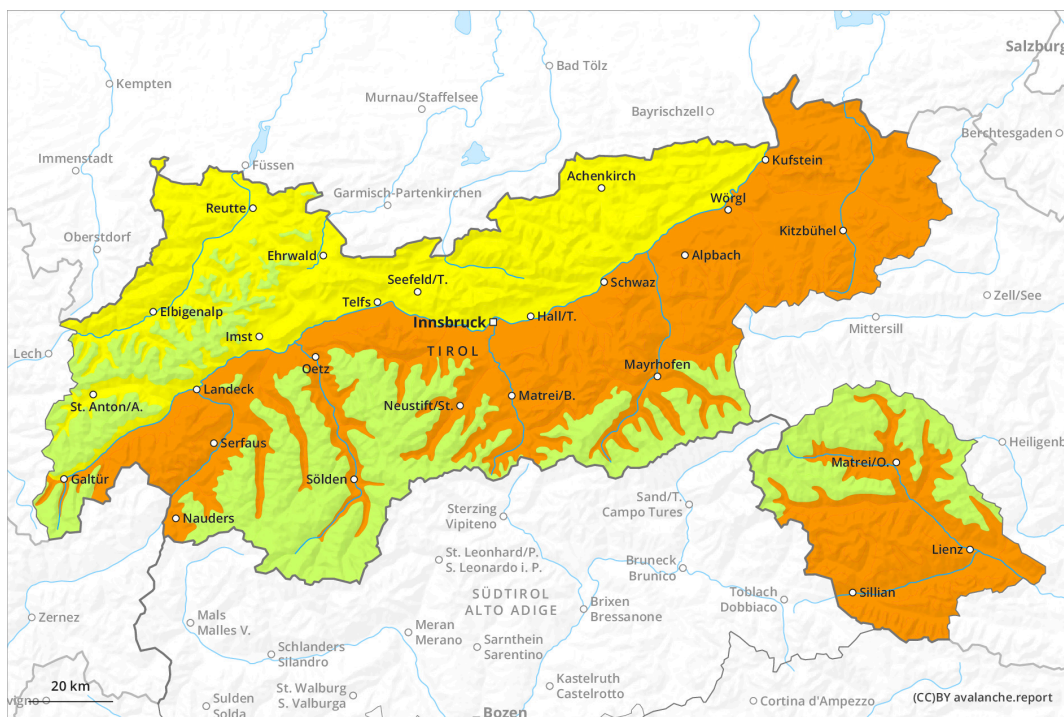 Salzburg
Kempten
Bad Tölz
Murnau/Staffelsee
Bayrischzell
Berchtesgaden
Immenstadt
Füssen
Kufstein
Achenkirch
Garmisch-Partenkirchen
Reutte
Wörgl
Oberstdorf
Kitzbühel
Ehrwald
Alpbach
Seefeld/T.
Schwaz
Zell/See
Telfs
Elbigenalp
Innsbruck
Hall/T.
Mittersill
Imst
Lech
TIROL
Oetz
Mayrhofen
Landeck
Matrei/B.
St. Anton/A.
Neustift/St.
Serfaus
Matrei/O.
Galtür
Sölden
Sand/T.
Campo Tures
Sterzing
Vipiteno
Nauders
Lienz
St. Leonhard/P.
S. Leonardo i. P.
Bruneck
Brunico
Toblach
Dobbiaco
Sillian
SÜDTIROL
ALTO ADIGE
Brixen
Bressanone
Zernez
Mals
Malles V.
Meran
Merano
Sarnthein
Sarentino
Schlanders
Silandro
Kastelruth
Castelrotto
20 km
St. Walburg
S. Valburga
Sulden
Solda
Cortina d'Ampezzo
(CC)BY avalanche.report
Bozen